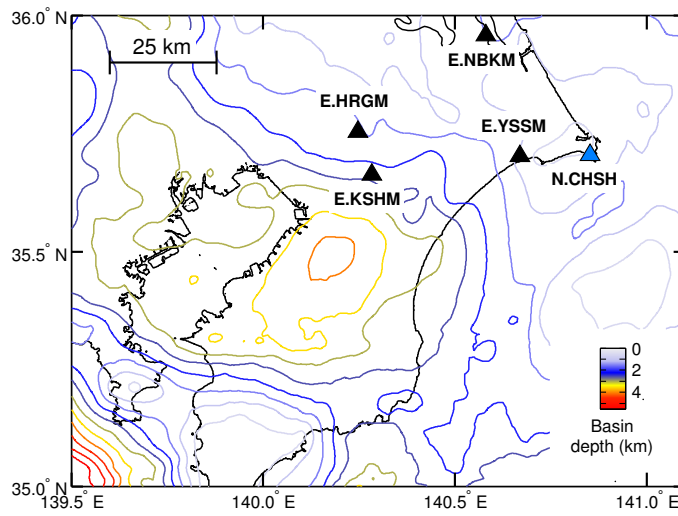 36.0° N
25 km
E.NBKM
E.HRGM
E.YSSM
E.KSHM
N.CHSH
35.5° N
0
2
4
Basin
depth (km)
35.0° N
139.5° E
140.0° E
140.5° E
141.0° E